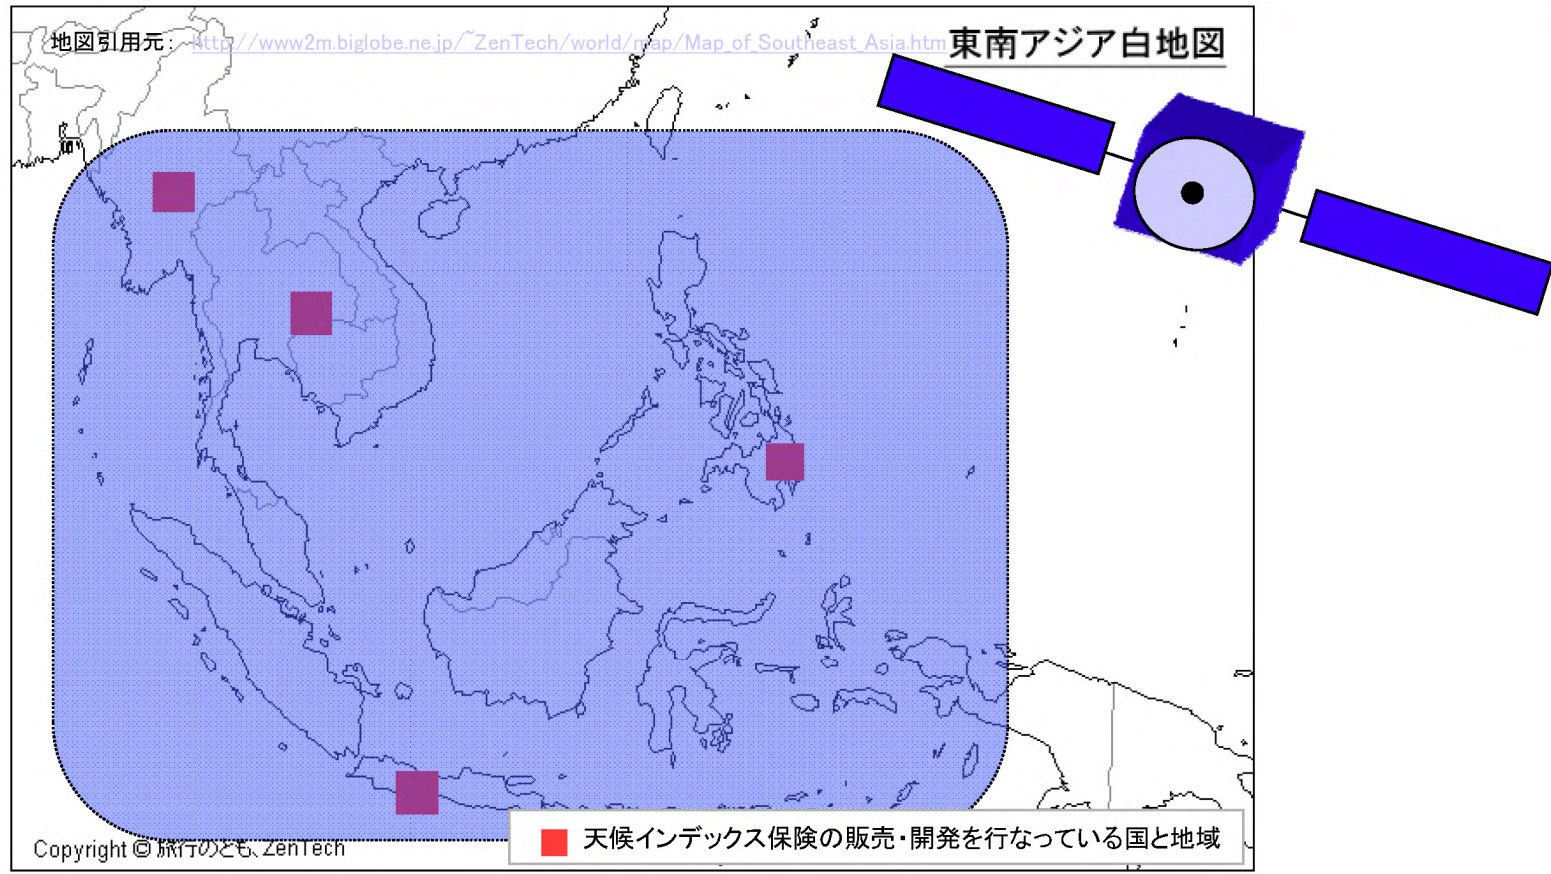 地図引用元: http://www2m.biglobe.ne.jp/~ZenTech/world/map/Map_of_Southeast_Asia.htm
東南アジア白地図
天候インデックス保険の販売・開発を行なっている国と地域
Copyright © 旅行のとも、ZenTech